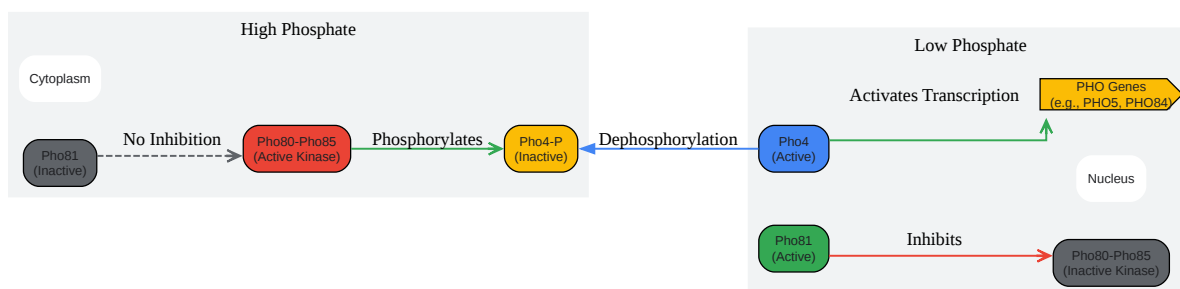 High Phosphate
Cytoplasm
Pho81
(Inactive)
No Inhibition
Pho80-Pho85
(Active Kinase)
Phosphorylates
Pho4-P
(Inactive)
Dephosphorylation
Low Phosphate
Activates Transcription
PHO Genes
(e.g., PHO5, PHO84)
Pho4
(Active)
Nucleus
Pho81
(Active)
Inhibits
Pho80-Pho85
(Inactive Kinase)